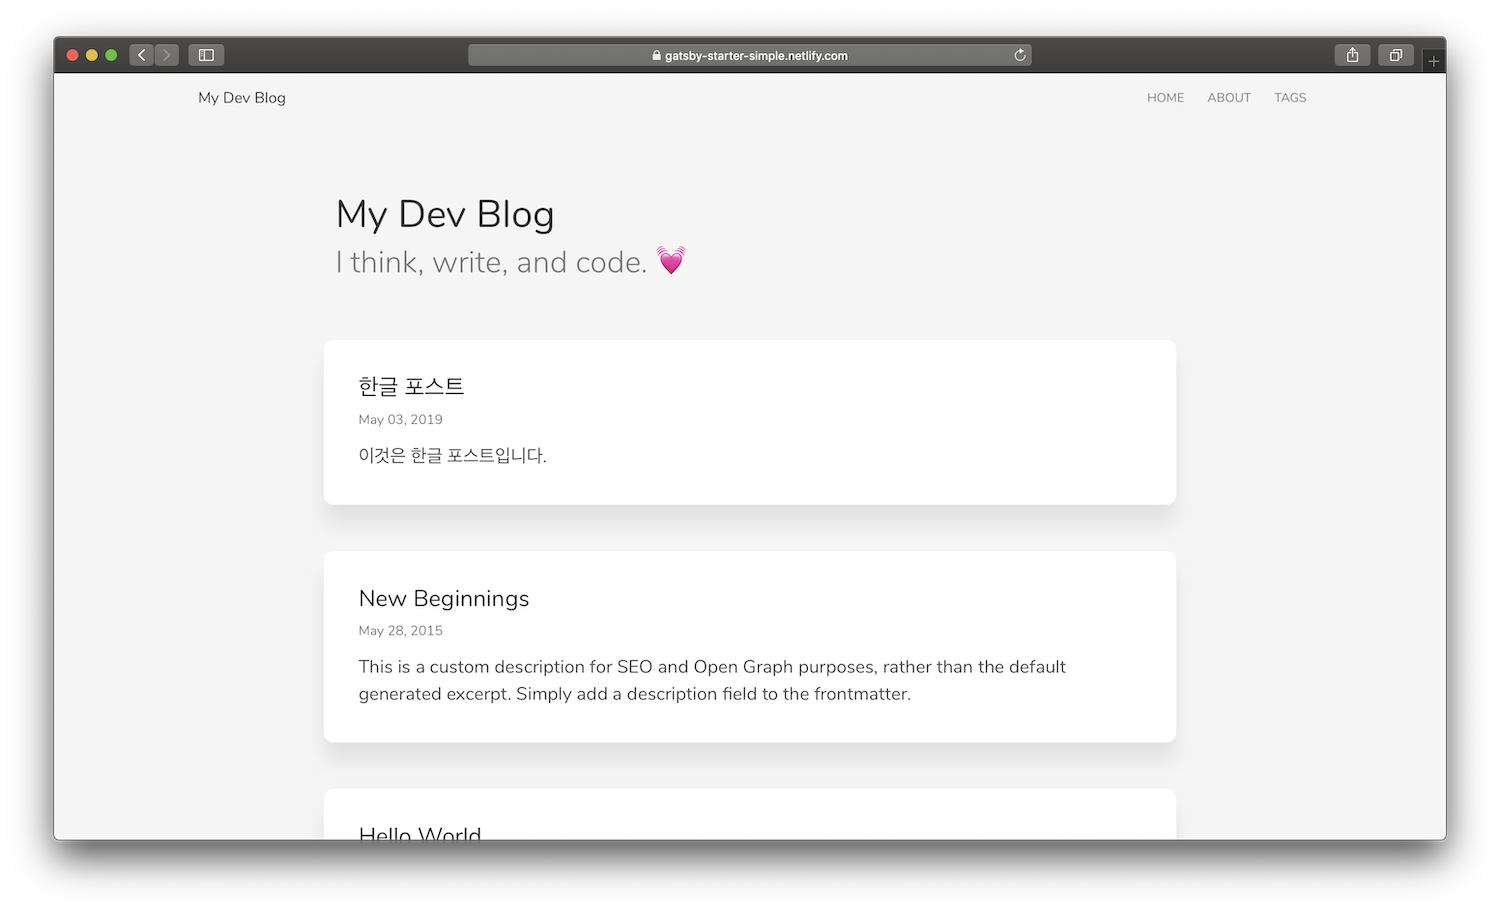 gatsby-starter-simple.netlify.com
My Dev Blog
HOME ABOUT TAGS
My Dev Blog
I think, write, and code. 💓
한글 포스트
May 03, 2019
이것은 한글 포스트입니다.
New Beginnings
May 28, 2015
This is a custom description for SEO and Open Graph purposes, rather than the default
generated excerpt. Simply add a description field to the frontmatter.
Hello World